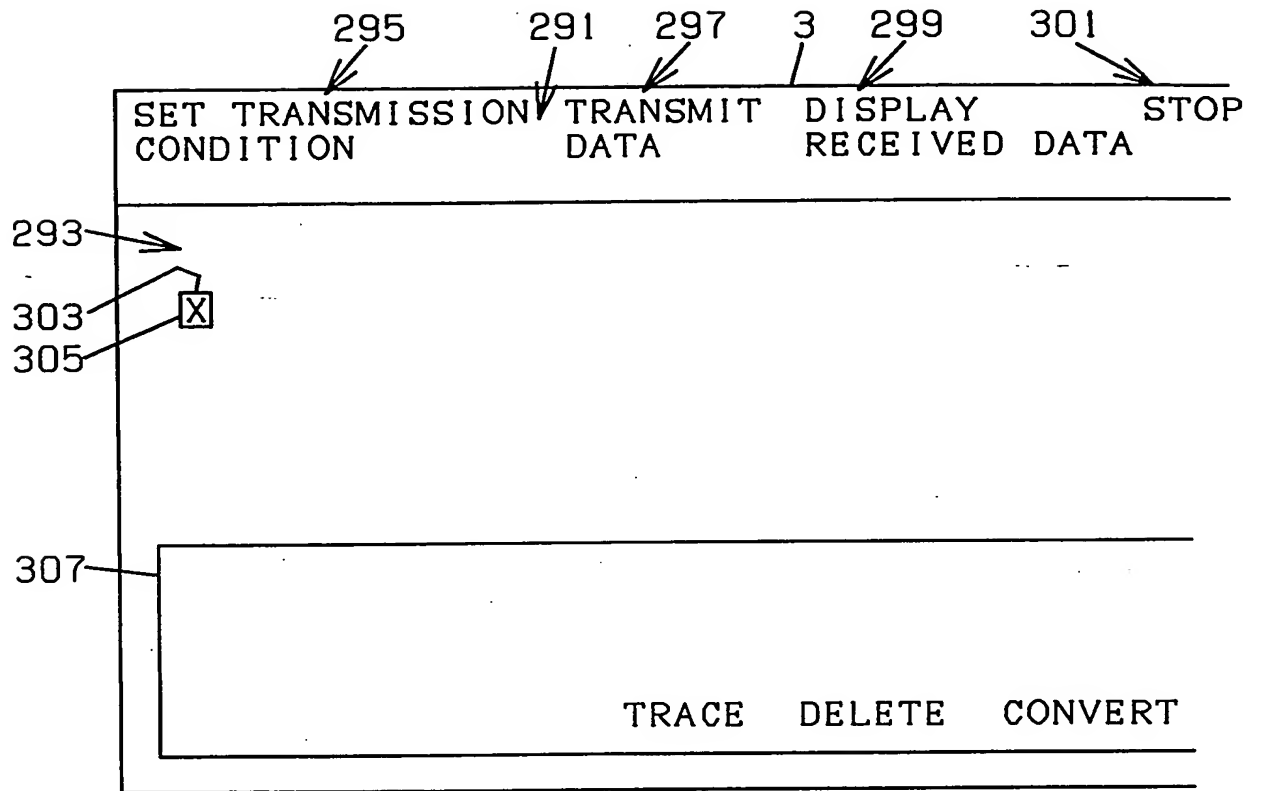 295 291 297 3 299 301
SET TRANSMISSION TRANSMIT DISPLAY STOP
CONDITION DATA RECEIVED DATA
293
303
X
305
307
TRACE DELETE CONVERT